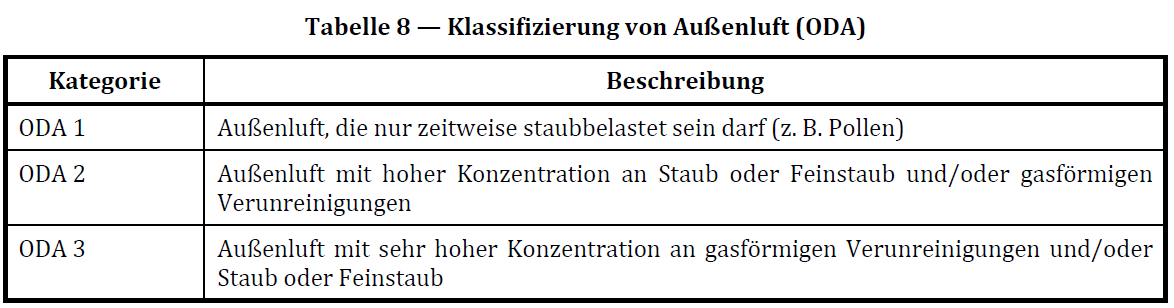 Tabelle 8 — Klassifizierung von Außenluft (ODA)
Kategorie Beschreibung
ODA 1 Außenluft, die nur zeitweise staubbelastet sein darf (z. B. Pollen)
ODA 2 Außenluft mit hoher Konzentration an Staub oder Feinstaub und/oder gasförmigen
Verunreinigungen
ODA 3 Außenluft mit sehr hoher Konzentration an gasförmigen Verunreinigungen und/oder
Staub oder Feinstaub